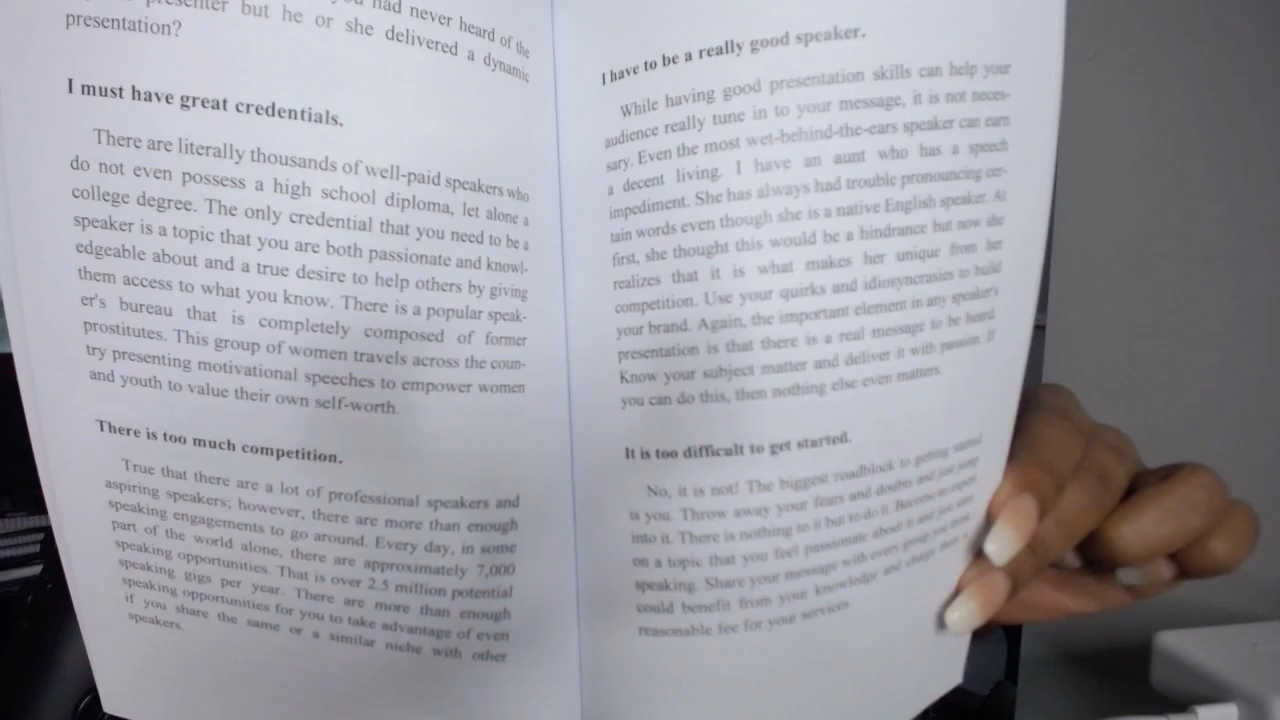 had never heard of the
presenter but he or she delivered a dynamic
presentation?
I must have great credentials.
There are literally thousands of well-paid speakers who
do not even possess a high school diploma, let alone a
college degree. The only credential that you need to be a
speaker is a topic that you are both passionate and knowl-
edgeable about and a true desire to help others by giving
them access to what you know. There is a popular speak-
er's bureau that is completely composed of former
prostitutes. This group of women travels across the coun-
try presenting motivational speeches to empower women
and youth to value their own self-worth.
There is too much competition.
True that there are a lot of professional speakers and
aspiring speakers; however, there are more than enough
speaking engagements to go around. Every day, in some
part of the world alone, there are approximately 7,000
speaking opportunities. That is over 2.5 million potential
speaking gigs per year. There are more than enough
speaking opportunities for you to take advantage of even
if you share the same or a similar niche with other
speakers.
I have to be a really good speaker.
While having good presentation skills can help your
audience really tune in to your message, it is not neces-
sary. Even the most wet-behind-the-ears speaker can earn
a decent living. I have an aunt who has a speech
impediment. She has always had trouble pronouncing cer-
tain words even though she is a native English speaker. At
first, she thought this would be a hindrance but now she
realizes that it is what makes her unique from her
competition. Use your quirks and idiosyncrasies to build
your brand. Again, the important element in any speaker's
presentation is that there is a real message to be heard.
Know your subject matter and deliver it with passion. If
you can do this, then nothing else even matters.
It is too difficult to get started.
No, it is not! The biggest roadblock to getting started
is you. Throw away your fears and doubts and just jump
into it. There is nothing to it but to do it. Become an expert
on a topic that you feel passionate about it and just start
speaking. Share your message with every group you think
could benefit from your knowledge and charge them a
reasonable fee for your services.